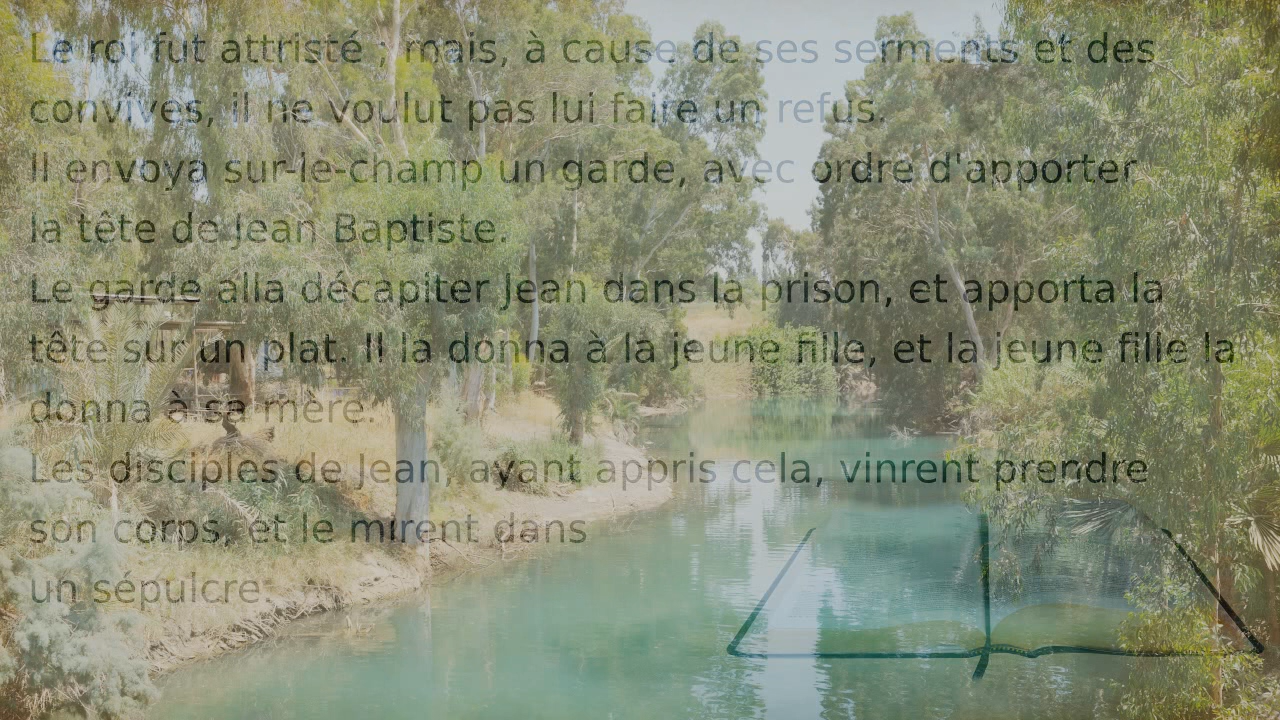 Le roi fut attristé ; mais, à cause de ses serments et des
convives, il ne voulut pas lui faire un refus.
Il envoya sur-le-champ un garde, avec ordre d'apporter
la tête de Jean Baptiste.
Le garde alla décapiter Jean dans la prison, et apporta la
tête sur un plat. Il la donna à la jeune fille, et la jeune fille la
donna à sa mère.
Les disciples de Jean, ayant appris cela, vinrent prendre
son corps, et le mirent dans
un sépulcre.